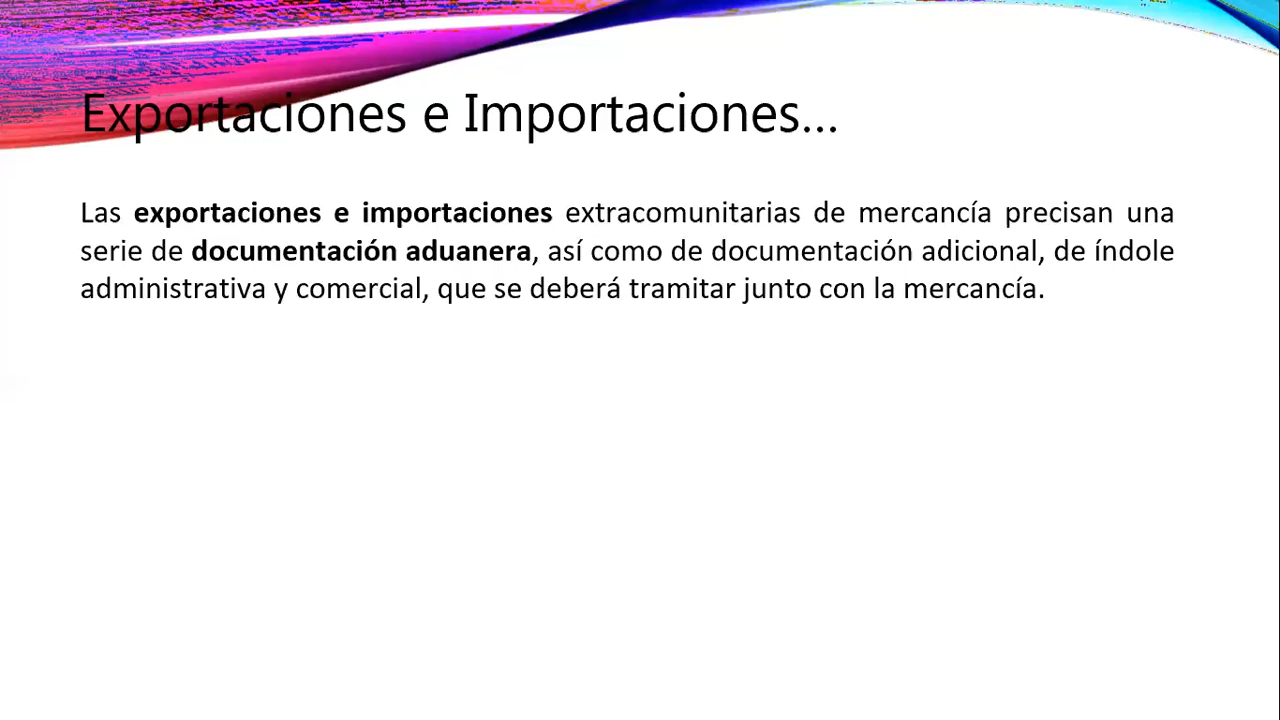 Exportaciones e Importaciones...
Las exportaciones e importaciones extracomunitarias de mercancía precisan una
serie de documentación aduanera, así como de documentación adicional, de índole
administrativa y comercial, que se deberá tramitar junto con la mercancía.